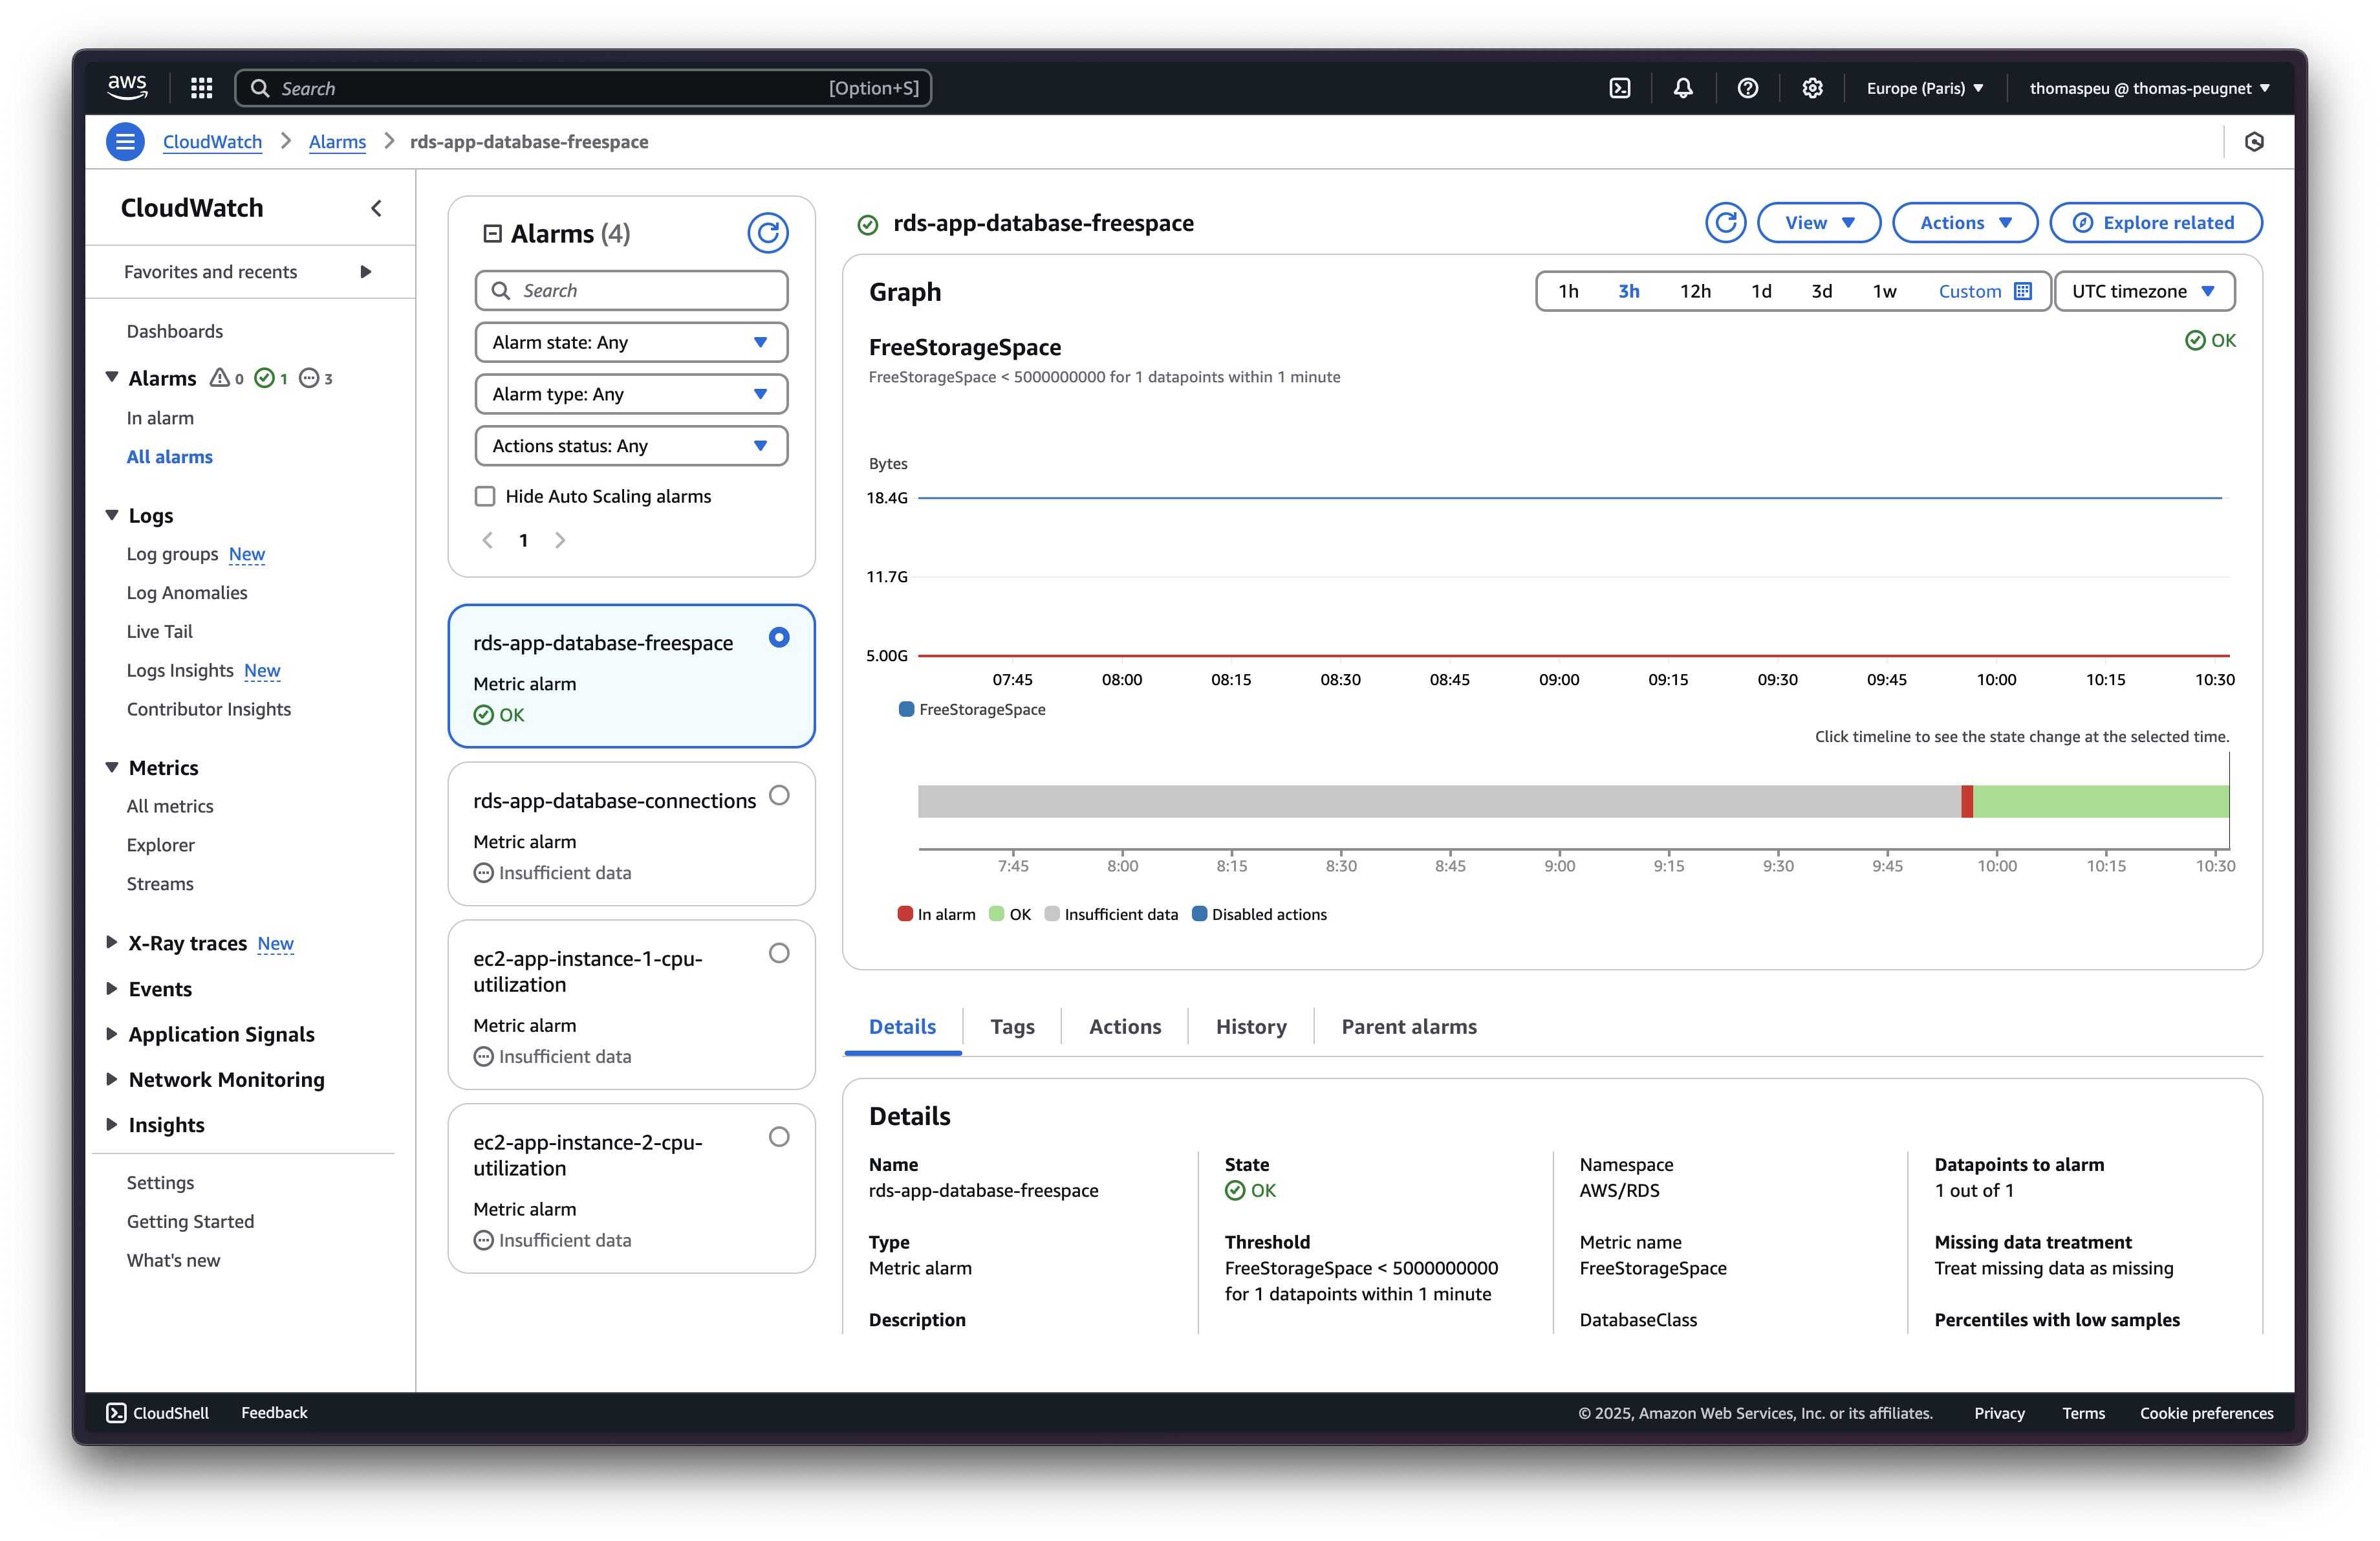 aws
Search [Option+S]
Europe (Paris)
thomaspeu @ thomas-peugnet
CloudWatch
Alarms
rds-app-database-freespace
CloudWatch
Favorites and recents
Dashboards
Alarms 0 1 3
In alarm
All alarms
Logs
Log groups New
Log Anomalies
Live Tail
Logs Insights New
Contributor Insights
Metrics
All metrics
Explorer
Streams
X-Ray traces New
Events
Application Signals
Network Monitoring
Insights
Settings
Getting Started
What's new
Alarms (4)
Search
Alarm state: Any
Alarm type: Any
Actions status: Any
Hide Auto Scaling alarms
1
rds-app-database-freespace
Metric alarm
OK
rds-app-database-connections
Metric alarm
Insufficient data
ec2-app-instance-1-cpu-
utilization
Metric alarm
Insufficient data
ec2-app-instance-2-cpu-
utilization
Metric alarm
Insufficient data
rds-app-database-freespace
View
Actions
Explore related
Graph
1h 3h 12h 1d 3d 1w Custom
UTC timezone
FreeStorageSpace
OK
FreeStorageSpace < 5000000000 for 1 datapoints within 1 minute
Bytes
18.4G
11.7G
5.00G
07:45 08:00 08:15 08:30 08:45 09:00 09:15 09:30 09:45 10:00 10:15 10:30
FreeStorageSpace
Click timeline to see the state change at the selected time.
7:45 8:00 8:15 8:30 8:45 9:00 9:15 9:30 9:45 10:00 10:15 10:30
In alarm OK Insufficient data Disabled actions
Details Tags Actions History Parent alarms
Details
Name
rds-app-database-freespace
Type
Metric alarm
Description
State
OK
Threshold
FreeStorageSpace < 5000000000
for 1 datapoints within 1 minute
Namespace
AWS/RDS
Metric name
FreeStorageSpace
DatabaseClass
Datapoints to alarm
1 out of 1
Missing data treatment
Treat missing data as missing
Percentiles with low samples
CloudShell
Feedback
© 2025, Amazon Web Services, Inc. or its affiliates.
Privacy
Terms
Cookie preferences